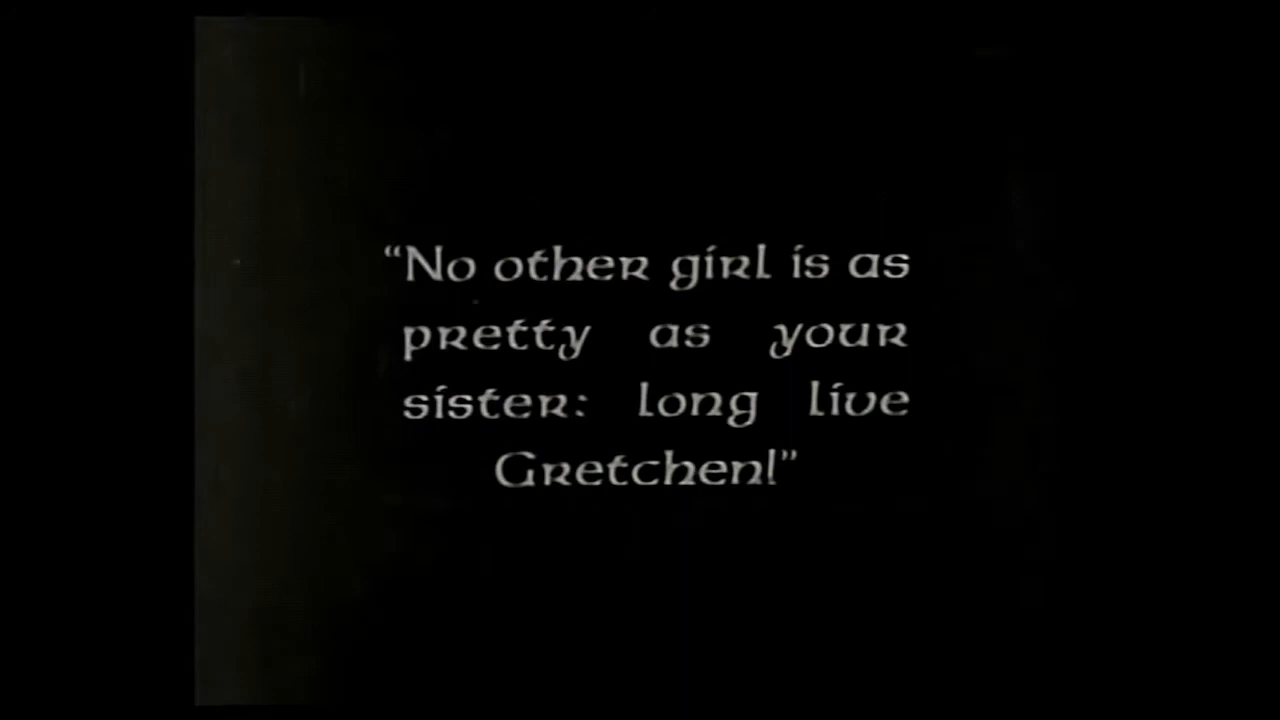 “No other girl is as
pretty as your
sister: long live
Gretchen!”